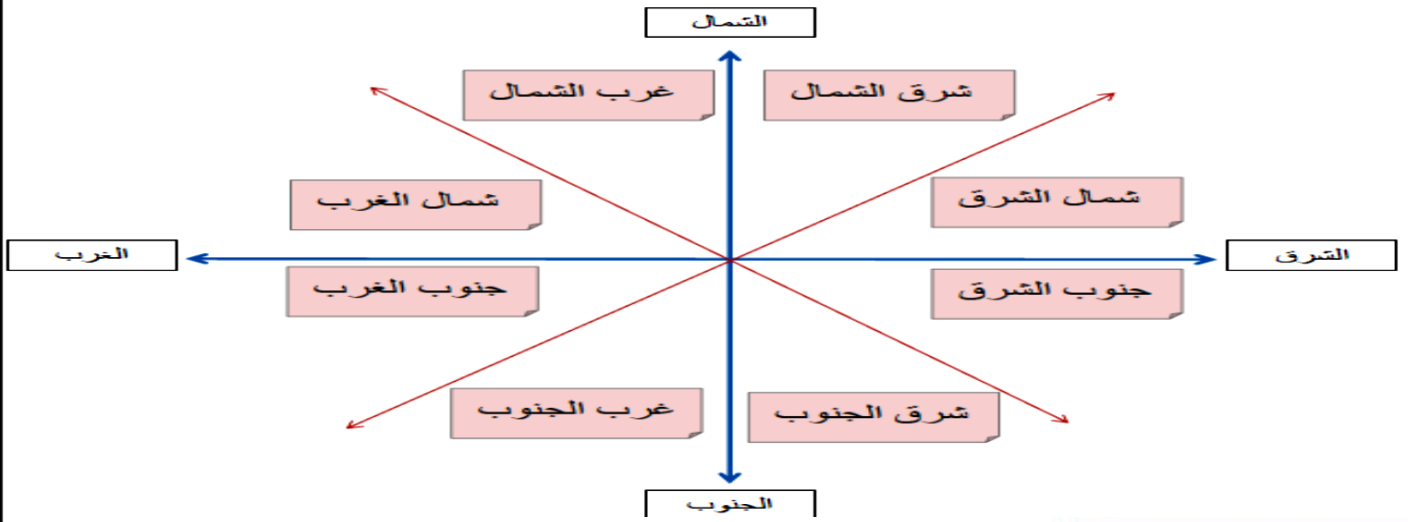 الشمال
شرق الشمال
غرب الشمال
شمال الشرق
شمال الغرب
الشرق
الغرب
جنوب الشرق
جنوب الغرب
شرق الجنوب
غرب الجنوب
الجنوب